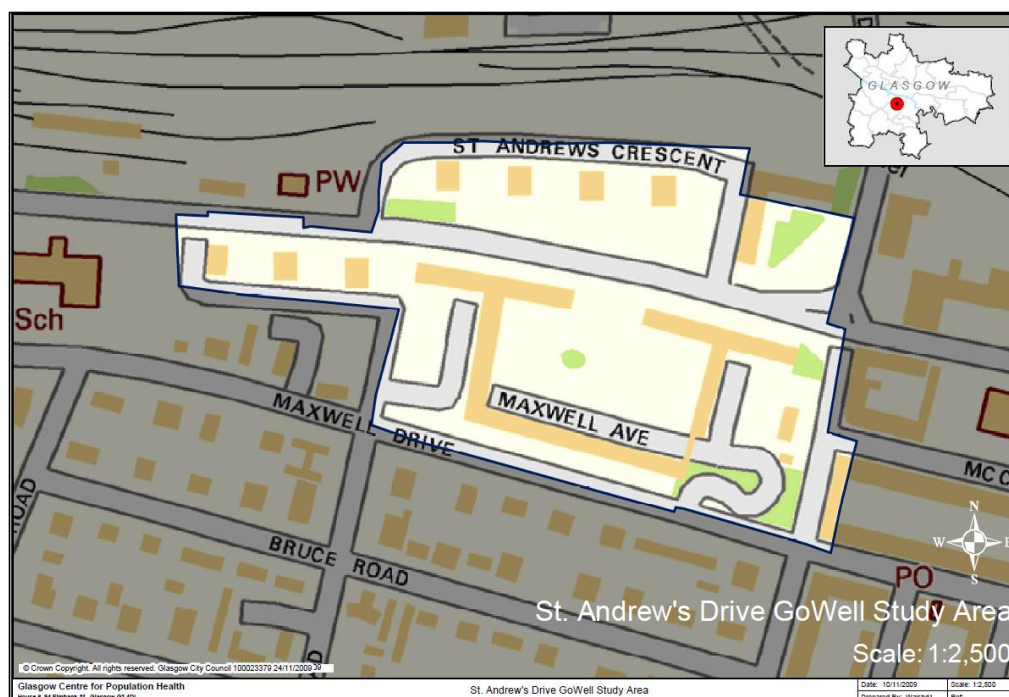 GLASGOW
ST ANDREWS CRESCENT
PW
Sch
MAXWELL AVE
MAXWELL DRIVE
ROAD
BRUCE ROAD
MC C
N
W
E
S
PO
St. Andrew's Drive GoWell Study Area
Scale: 1:2,500
© Crown Copyright. All rights reserved. Glasgow City Council 100023379 24/11/2009
Glasgow Centre for Population Health
St. Andrew's Drive GoWell Study Area
Date: 10/11/2009
Scale: 1:2,500